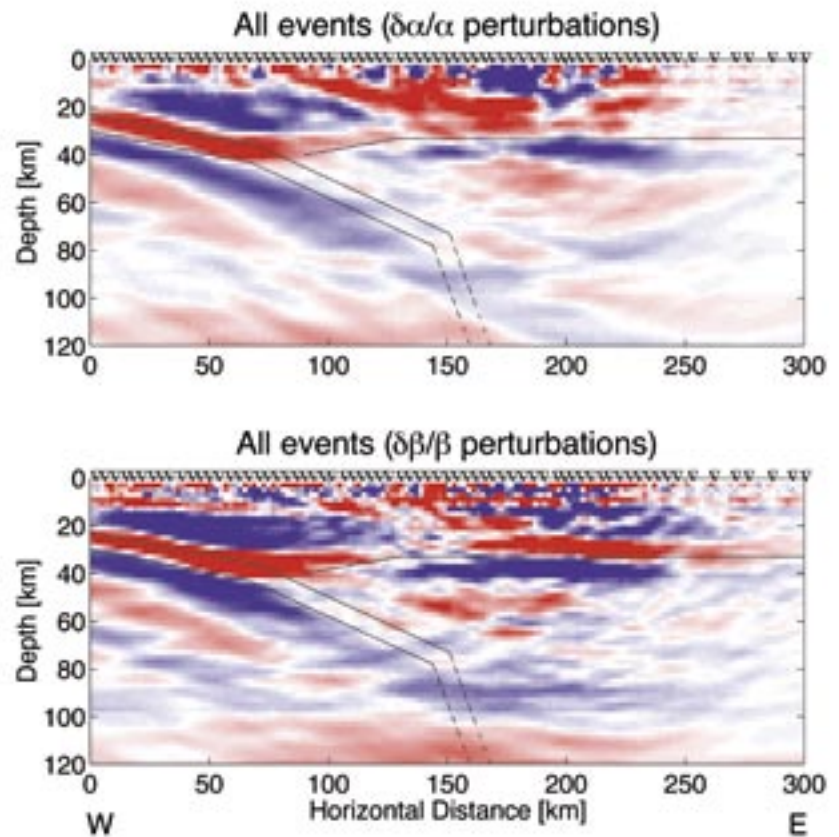 All events (δα/α perturbations)
0
20
40
60
80
100
120
Depth [km]
0 50 100 150 200 250 300
All events (δβ/β perturbations)
0
20
40
60
80
100
120
Depth [km]
0 50 100 150 200 250 300
Horizontal Distance [km]
W E